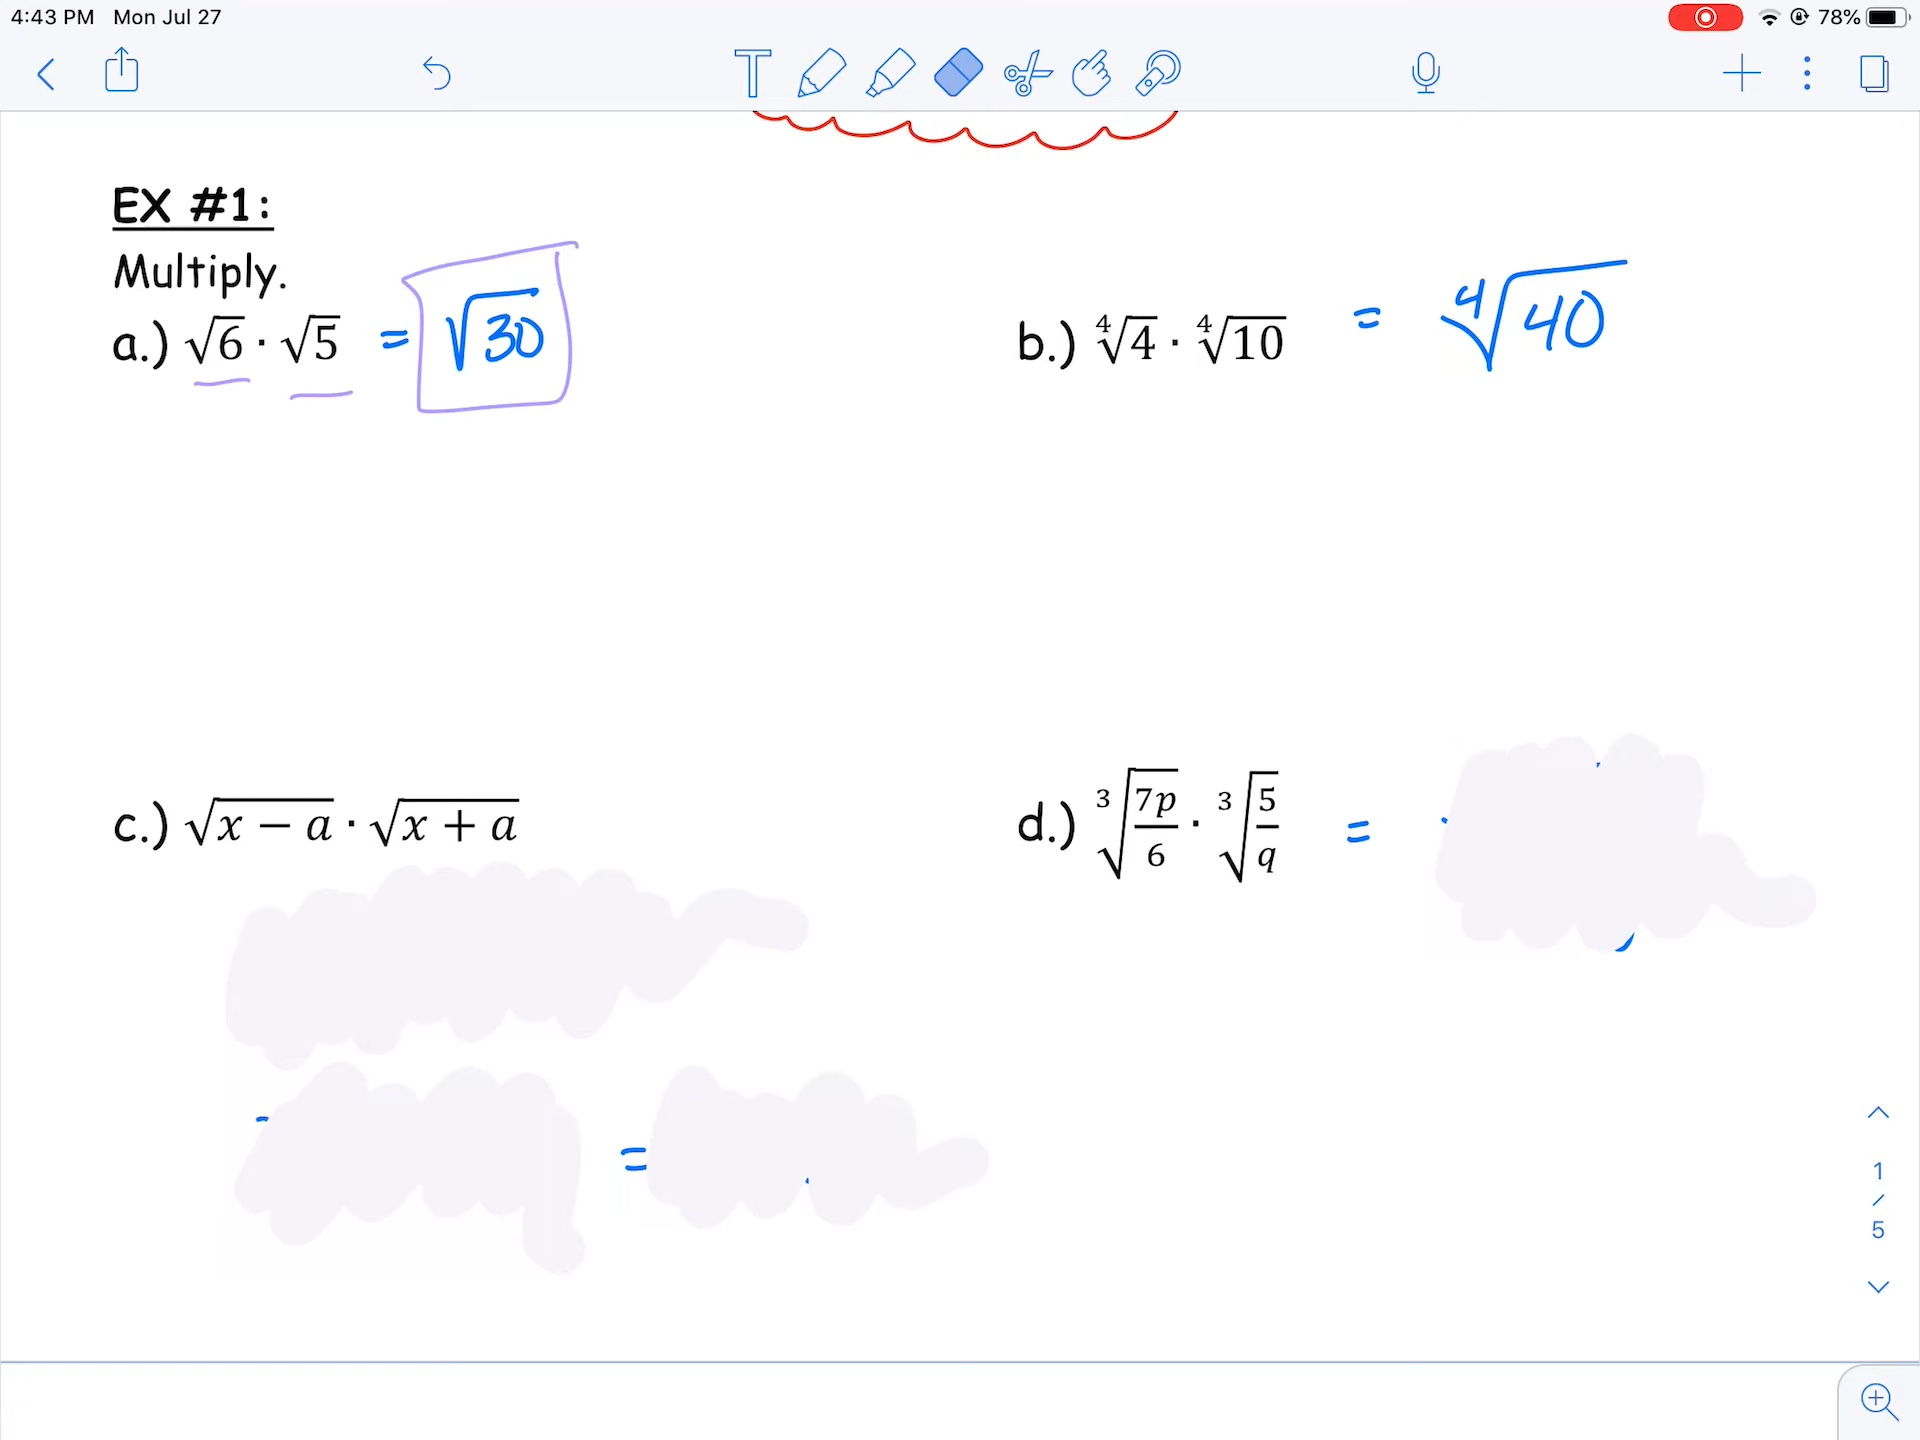 4:43 PM Mon Jul 27 78%
EX #1:
Multiply.
a.) √6 · √5 = √30
b.) ∜4 · ∜10 = ∜40
c.) √(x − a) · √(x + a)
=
d.) ∛(7p/6) · ∛(5/q) =
1
/
5